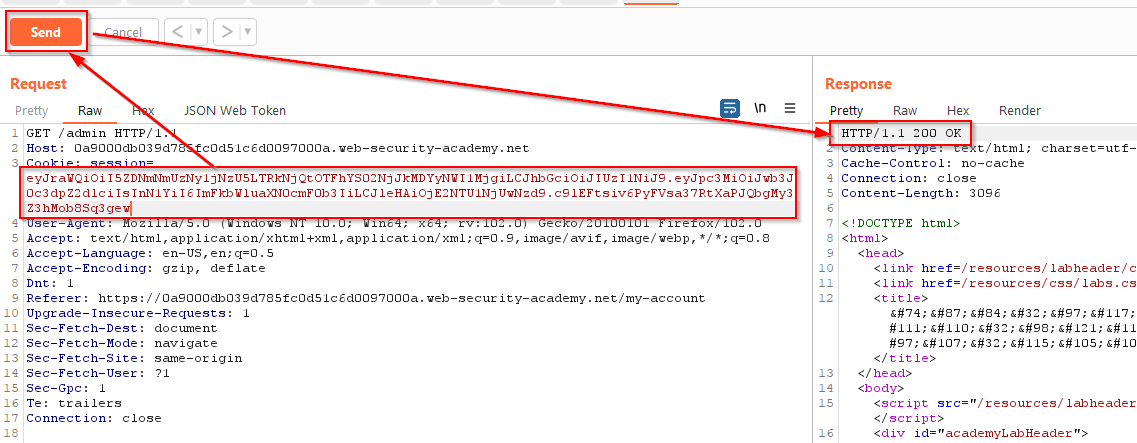 Send
Cancel
< ▼
> ▼
Request
Pretty Raw Hex JSON Web Token
\n
1 GET /admin HTTP/1.1
2 Host: 0a9000db039d785fc0d51c6d0097000a.web-security-academy.net
3 Cookie: session=
4 User-Agent: Mozilla/5.0 (Windows NT 10.0; Win64; x64; rv:102.0) Gecko/20100101 Firefox/102.0
5 Accept: text/html,application/xhtml+xml,application/xml;q=0.9,image/avif,image/webp,*/*;q=0.8
6 Accept-Language: en-US,en;q=0.5
7 Accept-Encoding: gzip, deflate
8 Dnt: 1
9 Referer: https://0a9000db039d785fc0d51c6d0097000a.web-security-academy.net/my-account
10 Upgrade-Insecure-Requests: 1
11 Sec-Fetch-Dest: document
12 Sec-Fetch-Mode: navigate
13 Sec-Fetch-Site: same-origin
14 Sec-Fetch-User: ?1
15 Sec-Gpc: 1
16 Te: trailers
17 Connection: close
18
Response
Pretty Raw Hex Render
1 HTTP/1.1 200 OK
2 Content-Type: text/html; charset=utf-
3 Cache-Control: no-cache
4 Connection: close
5 Content-Length: 3096
6
7 <!DOCTYPE html>
8 <html>
9 <head>
10 <link href=/resources/labheader/c
11 <link href=/resources/css/labs.cs
12 <title>
&#74;&#87;&#84;&#32;&#97;&#117;
#111;&#110;&#32;&#98;&#121;&#11
#97;&#107;&#32;&#115;&#105;&#10
</title>
13 </head>
14 <body>
15 <script src="/resources/labheader
</script>
16 <div id="academyLabHeader">